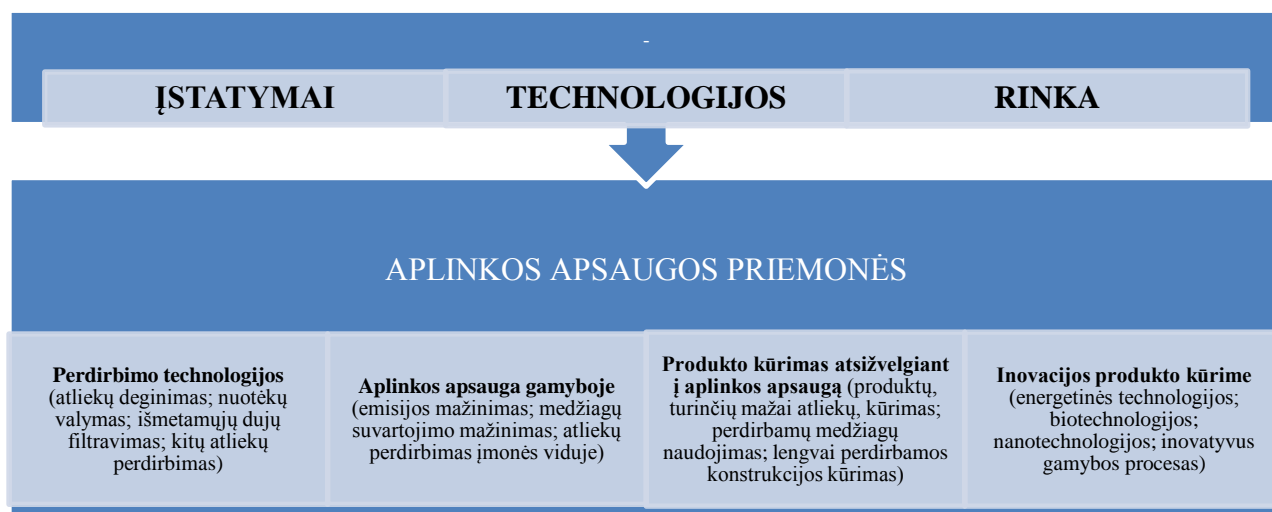 -
ĮSTATYMAI
TECHNOLOGIJOS
RINKA
APLINKOS APSAUGOS PRIEMONĖS
Perdirbimo technologijos
(atliekų deginimas; nuotėkų
valymas; išmetamųjų dujų
filtravimas; kitų atliekų
perdirbimas)
Aplinkos apsauga gamyboje
(emisijos mažinimas; medžiagų
suvartojimo mažinimas; atliekų
perdirbimas įmonės viduje)
Produkto kūrimas atsižvelgiant
į aplinkos apsaugą (produktų,
turinčių mažai atliekų, kūrimas;
perdirbamų medžiagų
naudojimas; lengvai perdirbamos
konstrukcijos kūrimas)
Inovacijos produkto kūrime
(energetinės technologijos;
biotechnologijos;
nanotechnologijos; inovatyvus
gamybos procesas)